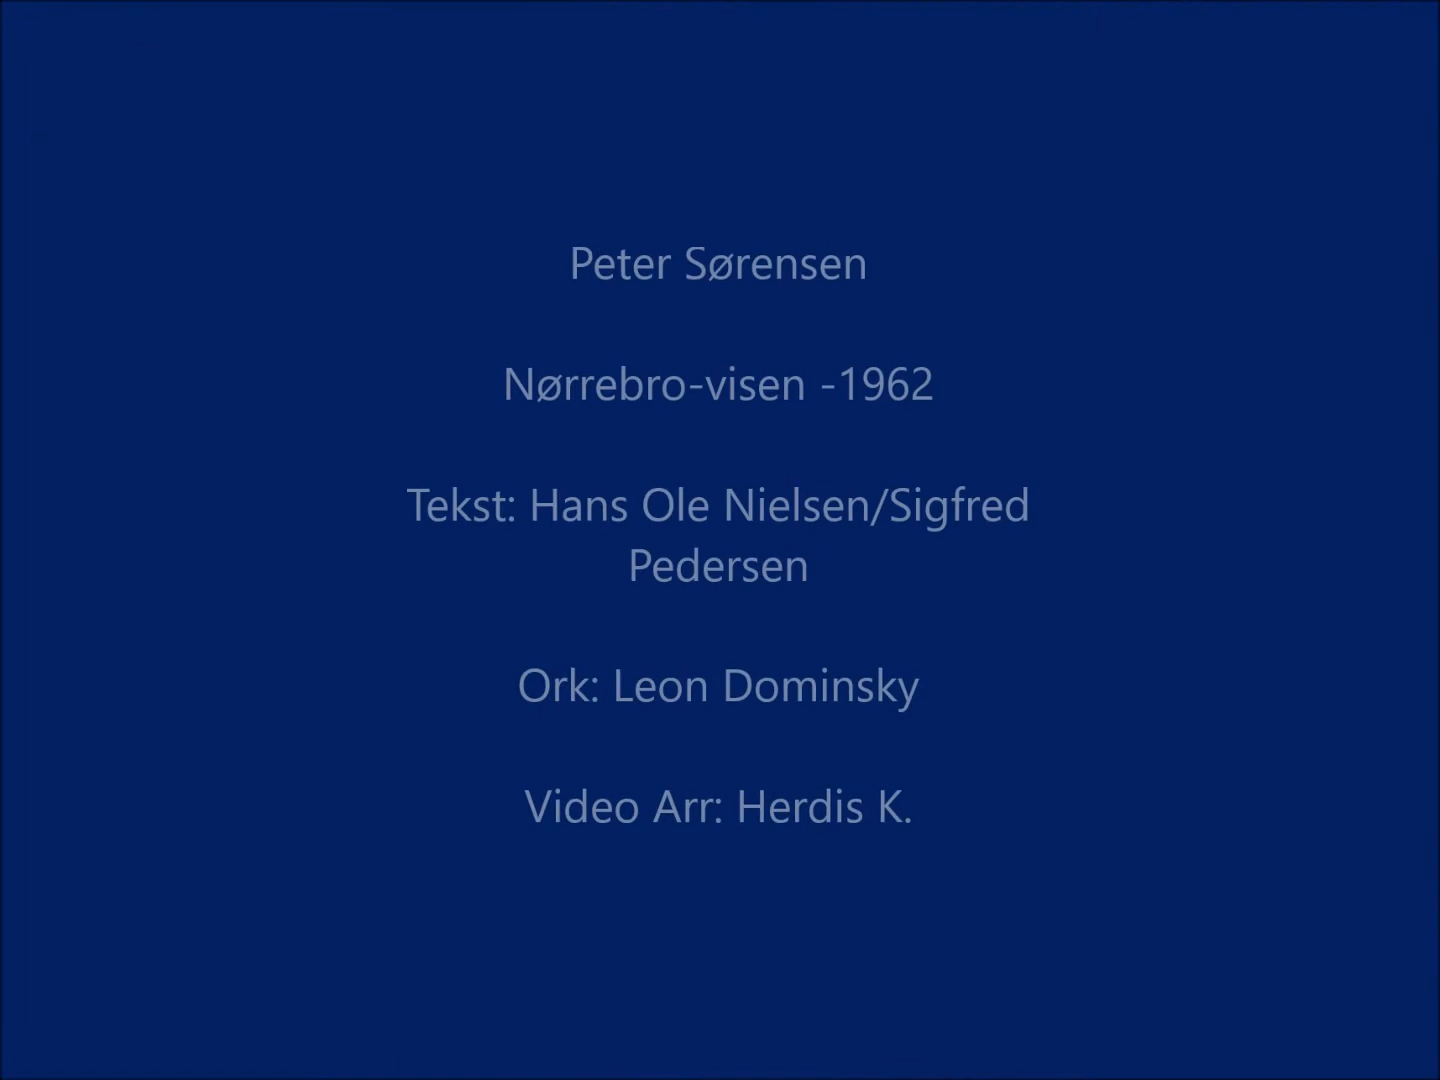 Peter Sørensen
Nørrebro-visen -1962
Tekst: Hans Ole Nielsen/Sigfred
Pedersen
Ork: Leon Dominsky
Video Arr: Herdis K.